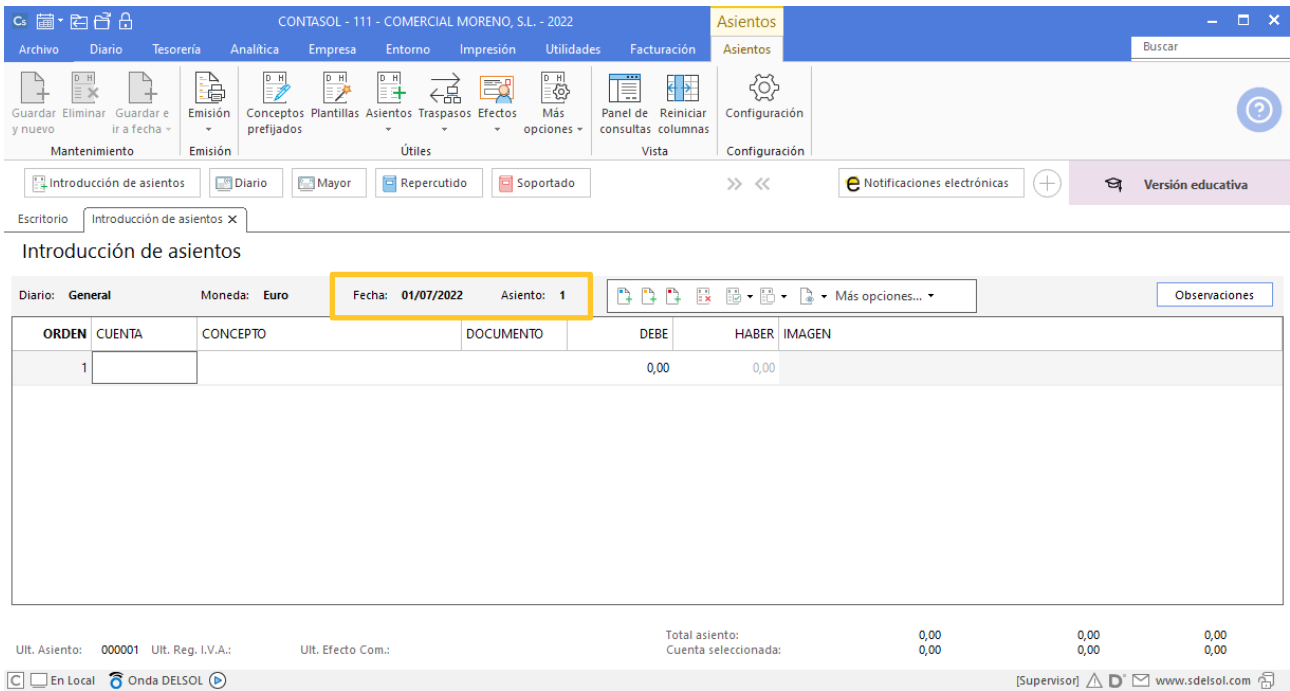 Cs CONTASOL - 111 - COMERCIAL MORENO, S.L. - 2022 Asientos
Archivo Diario Tesorería Analítica Empresa Entorno Impresión Utilidades Facturación Asientos Buscar
D H D H D H D H D H
Guardar Eliminar Guardar e Emisión Conceptos Plantillas Asientos Traspasos Efectos Más Panel de Reiniciar Configuración
y nuevo ir a fecha prefijados opciones consultas columnas
Mantenimiento Emisión Útiles Vista Configuración
Introducción de asientos Diario Mayor Repercutido Soportado e Notificaciones electrónicas Versión educativa
Escritorio Introducción de asientos X
Introducción de asientos
Diario: General Moneda: Euro Fecha: 01/07/2022 Asiento: 1 Más opciones... Observaciones
ORDEN CUENTA CONCEPTO DOCUMENTO DEBE HABER IMAGEN
1 0,00 0,00
Total asiento: 0,00 0,00 0,00
Ult. Asiento: 000001 Ult. Reg. I.V.A.: Ult. Efecto Com.: Cuenta seleccionada: 0,00 0,00 0,00
C En Local Onda DELSOL [Supervisor] D www.sdelsol.com